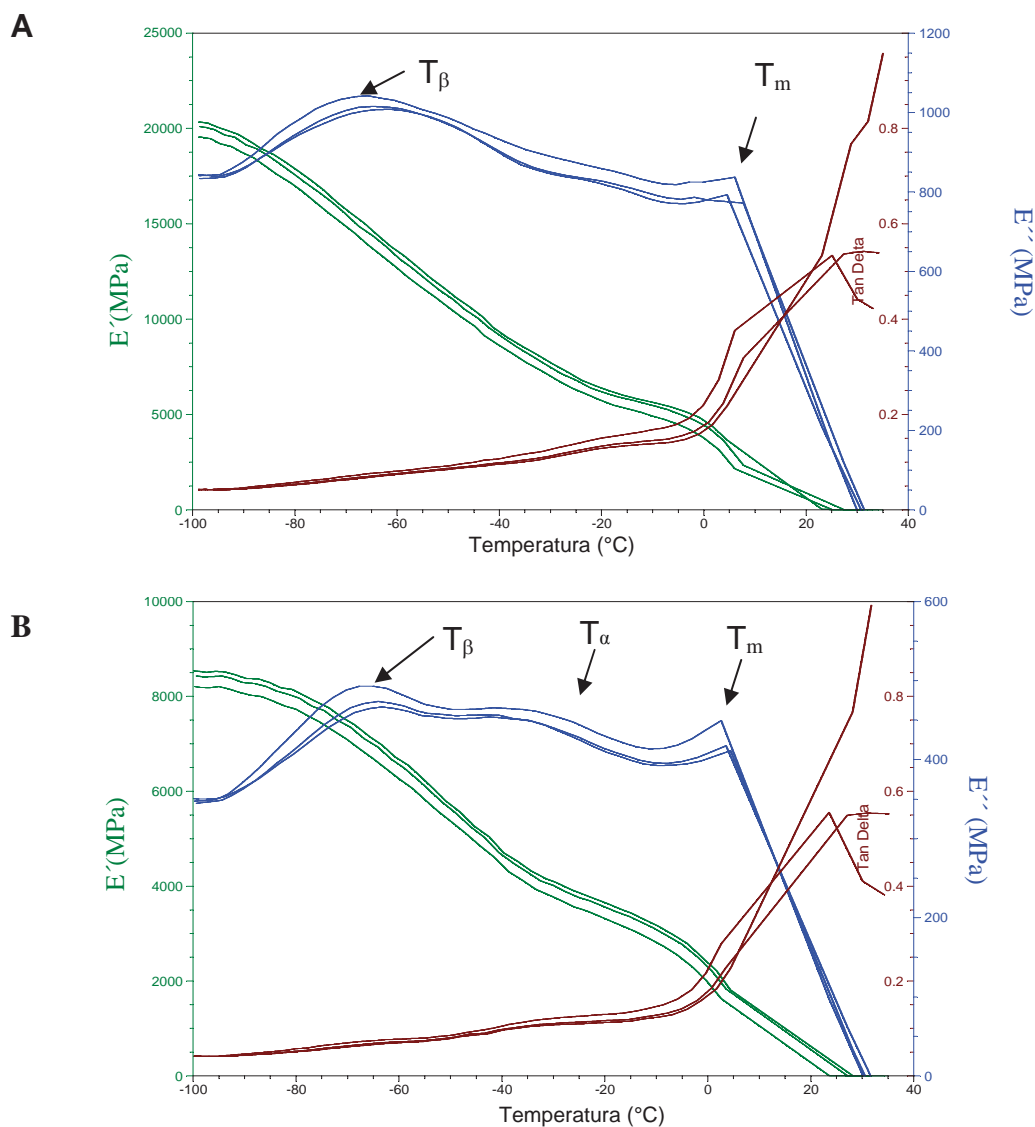 A
25000
20000
15000
10000
5000
0
E´(MPa)
Tβ
Tm
1200
1000
800
600
400
200
0
E´´ (MPa)
0.8
0.6
0.4
0.2
Tan Delta
-100 -80 -60 -40 -20 0 20 40
Temperatura (°C)
B
10000
8000
6000
4000
2000
0
E´(MPa)
Tβ
Tα
Tm
600
400
200
0
E´´ (MPa)
0.8
0.6
0.4
0.2
Tan Delta
-100 -80 -60 -40 -20 0 20 40
Temperatura (°C)